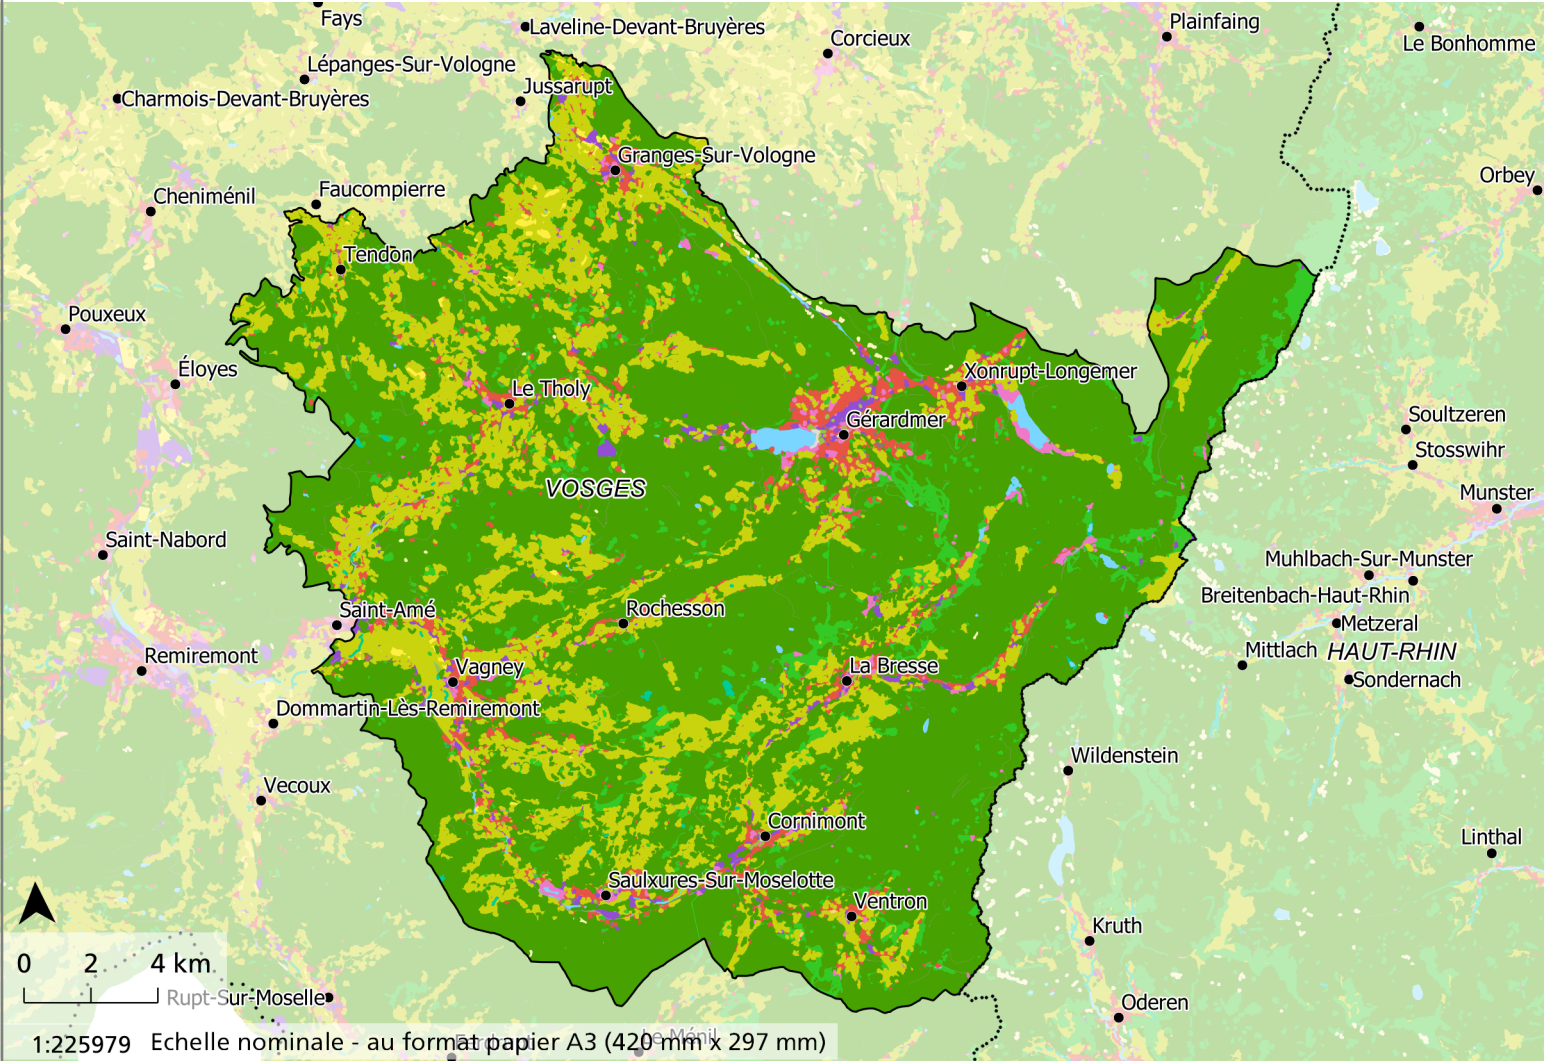 Fays
Laveline-Devant-Bruyères
Corcieux
Plainfaing
Le Bonhomme
Lépanges-Sur-Vologne
Jussarupt
Charmois-Devant-Bruyères
Granges-Sur-Vologne
Orbey
Cheniménil
Faucompierre
Tendon
Pouxeux
Éloyes
Le Tholy
Xonrupt-Longemer
Gérardmer
Soultzeren
Stosswihr
VOSGES
Munster
Saint-Nabord
Muhlbach-Sur-Munster
Breitenbach-Haut-Rhin
Saint-Amé
Rochesson
Metzeral
Remiremont
Vagney
La Bresse
Mittlach
HAUT-RHIN
Sondernach
Dommartin-Lès-Remiremont
Wildenstein
Vecoux
Cornimont
Linthal
Saulxures-Sur-Moselotte
Ventron
Kruth
0 2 4 km
Rupt-Sur-Moselle
Oderen
Le Ménil
1:225979 Echelle nominale - au format papier A3 (420 mm x 297 mm)